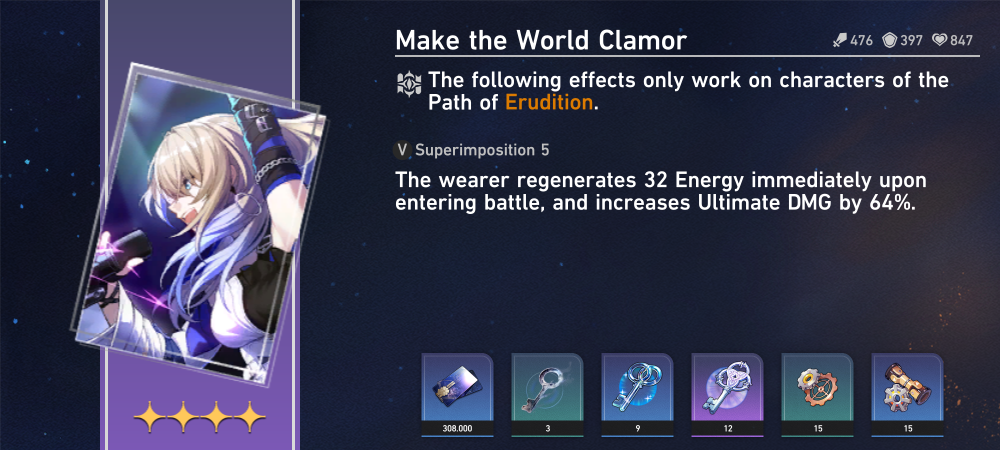 Make the World Clamor
476 397 847
The following effects only work on characters of the
Path of Erudition.
V Superimposition 5
The wearer regenerates 32 Energy immediately upon
entering battle, and increases Ultimate DMG by 64%.
308.000 3 9 12 15 15